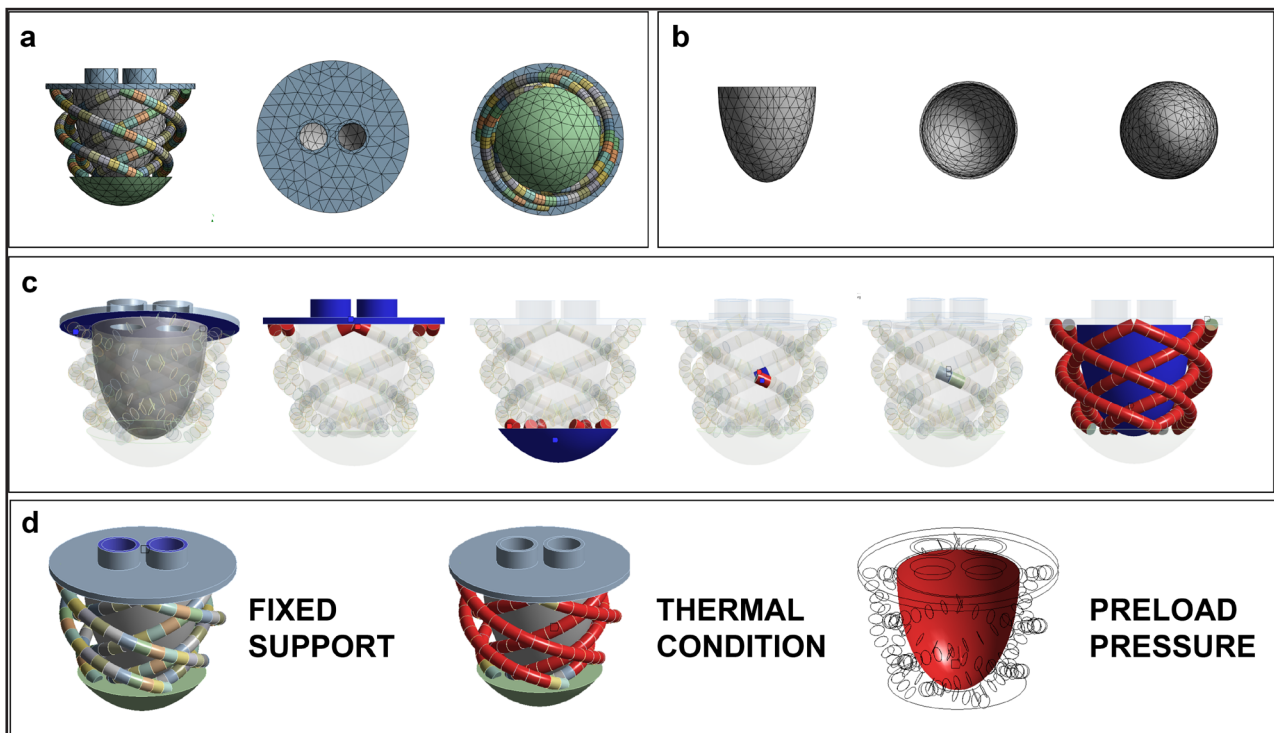 a
b
c
d
FIXED
SUPPORT
THERMAL
CONDITION
PRELOAD
PRESSURE